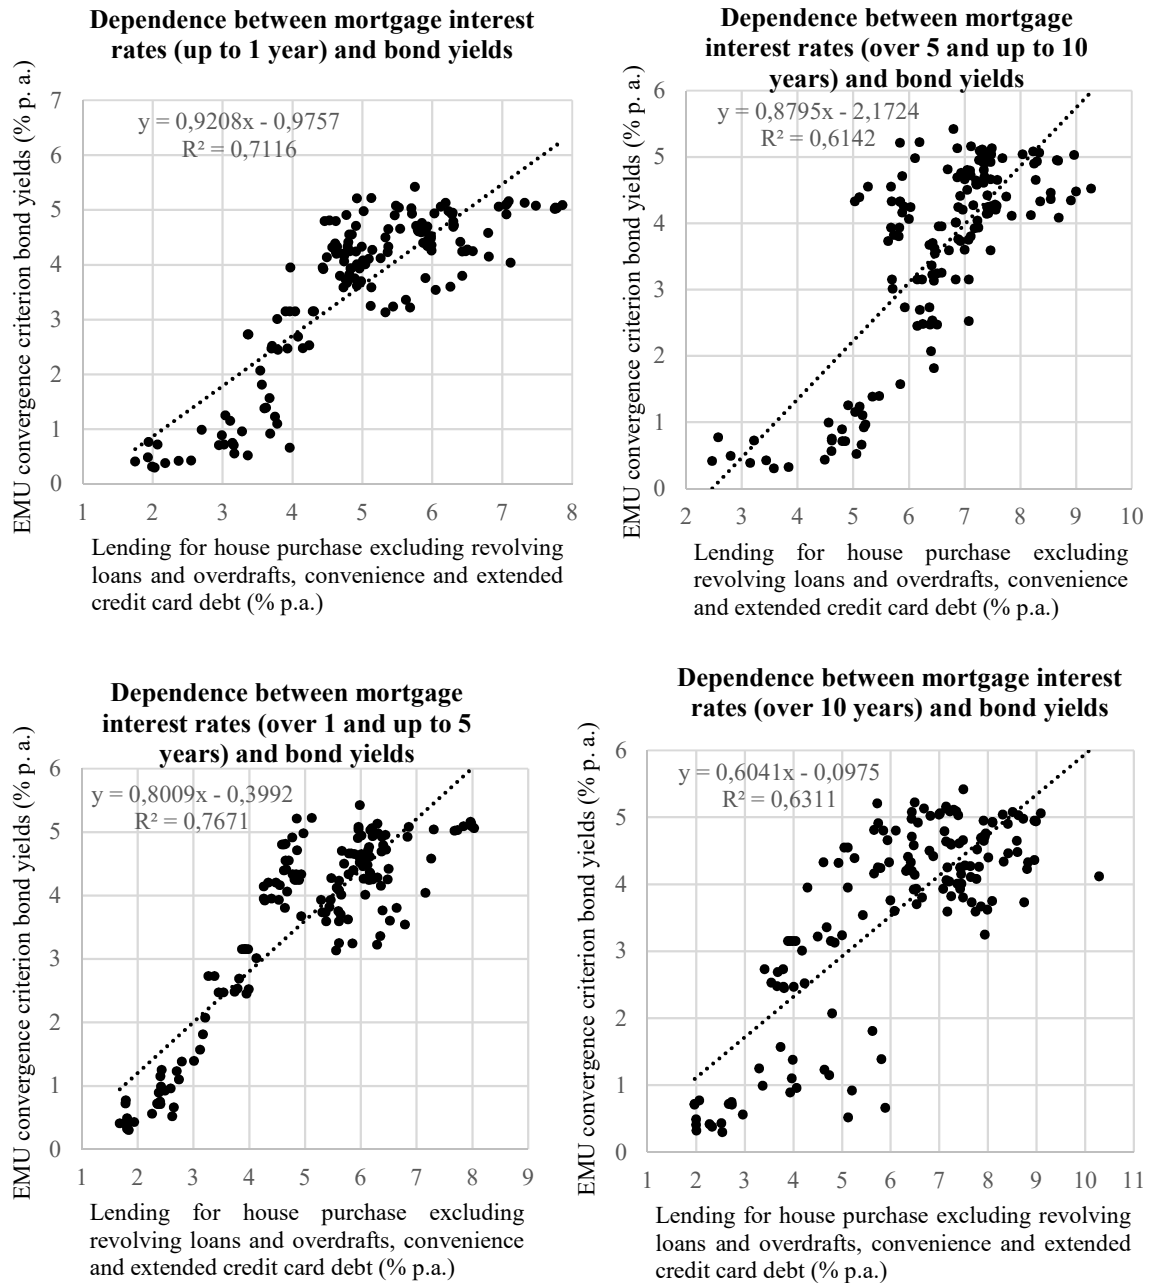 Dependence between mortgage interest
rates (up to 1 year) and bond yields
EMU convergence criterion bond yields (% p. a.)
7
6
5
4
3
2
1
0
y = 0,9208x - 0,9757
R² = 0,7116
1 2 3 4 5 6 7 8
Lending for house purchase excluding revolving
loans and overdrafts, convenience and extended
credit card debt (% p.a.)
Dependence between mortgage
interest rates (over 5 and up to 10
years) and bond yields
EMU convergence criterion bond yields (% p. a.)
6
5
4
3
2
1
0
y = 0,8795x - 2,1724
R² = 0,6142
2 3 4 5 6 7 8 9 10
Lending for house purchase excluding
revolving loans and overdrafts, convenience
and extended credit card debt (% p.a.)
Dependence between mortgage
interest rates (over 1 and up to 5
years) and bond yields
EMU convergence criterion bond yields (% p. a.)
6
5
4
3
2
1
0
y = 0,8009x - 0,3992
R² = 0,7671
1 2 3 4 5 6 7 8 9
Lending for house purchase excluding
revolving loans and overdrafts, convenience
and extended credit card debt (% p.a.)
Dependence between mortgage interest
rates (over 10 years) and bond yields
EMU convergence criterion bond yields (% p. a.)
6
5
4
3
2
1
0
y = 0,6041x - 0,0975
R² = 0,6311
1 2 3 4 5 6 7 8 9 10 11
Lending for house purchase excluding revolving
loans and overdrafts, convenience and extended
credit card debt (% p.a.)